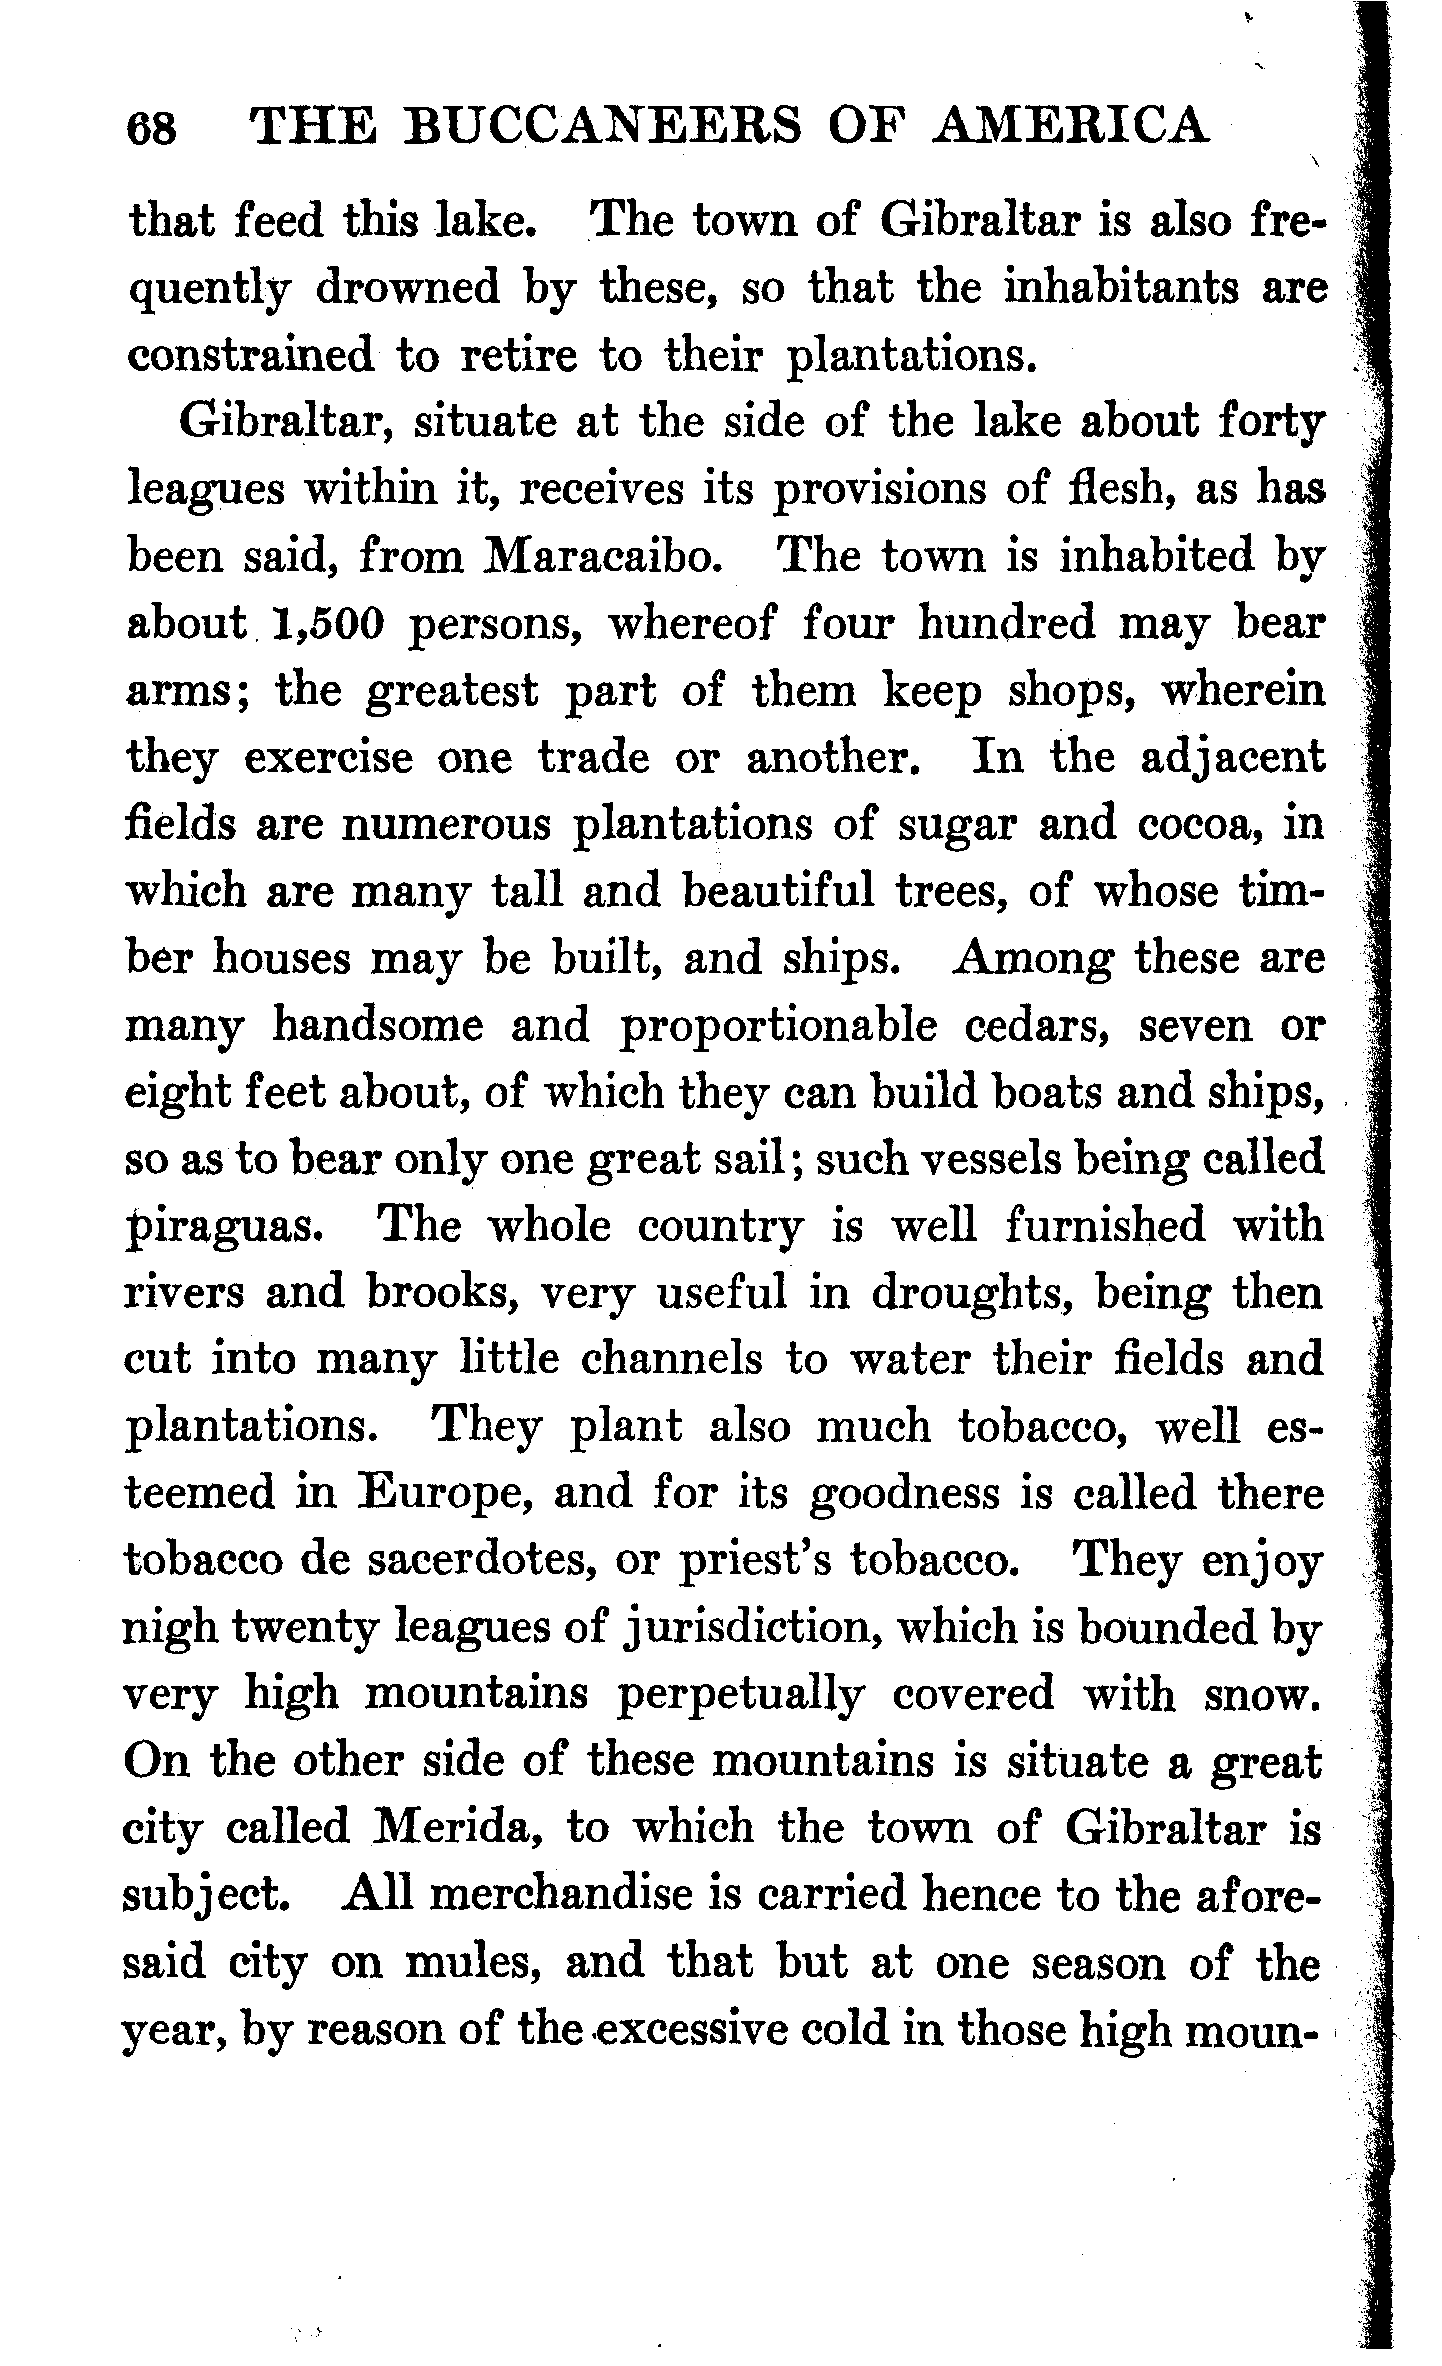 68 THE BUCCANEERS OF AMERICA
that feed this lake. The town of Gibraltar is also fre-
quently drowned by these, so that the inhabitants are
constrained to retire to their plantations.
Gibraltar, situate at the side of the lake about forty
leagues within it, receives its provisions of flesh, as has
been said, from Maracaibo. The town is inhabited by
about 1,500 persons, whereof four hundred may bear
arms; the greatest part of them keep shops, wherein
they exercise one trade or another. In the adjacent
fields are numerous plantations of sugar and cocoa, in
which are many tall and beautiful trees, of whose tim-
ber houses may be built, and ships. Among these are
many handsome and proportionable cedars, seven or
eight feet about, of which they can build boats and ships,
so as to bear only one great sail; such vessels being called
piraguas. The whole country is well furnished with
rivers and brooks, very useful in droughts, being then
cut into many little channels to water their fields and
plantations. They plant also much tobacco, well es-
teemed in Europe, and for its goodness is called there
tobacco de sacerdotes, or priest's tobacco. They enjoy
nigh twenty leagues of jurisdiction, which is bounded by
very high mountains perpetually covered with snow.
On the other side of these mountains is situate a great
city called Merida, to which the town of Gibraltar is
subject. All merchandise is carried hence to the afore-
said city on mules, and that but at one season of the
year, by reason of the excessive cold in those high moun-